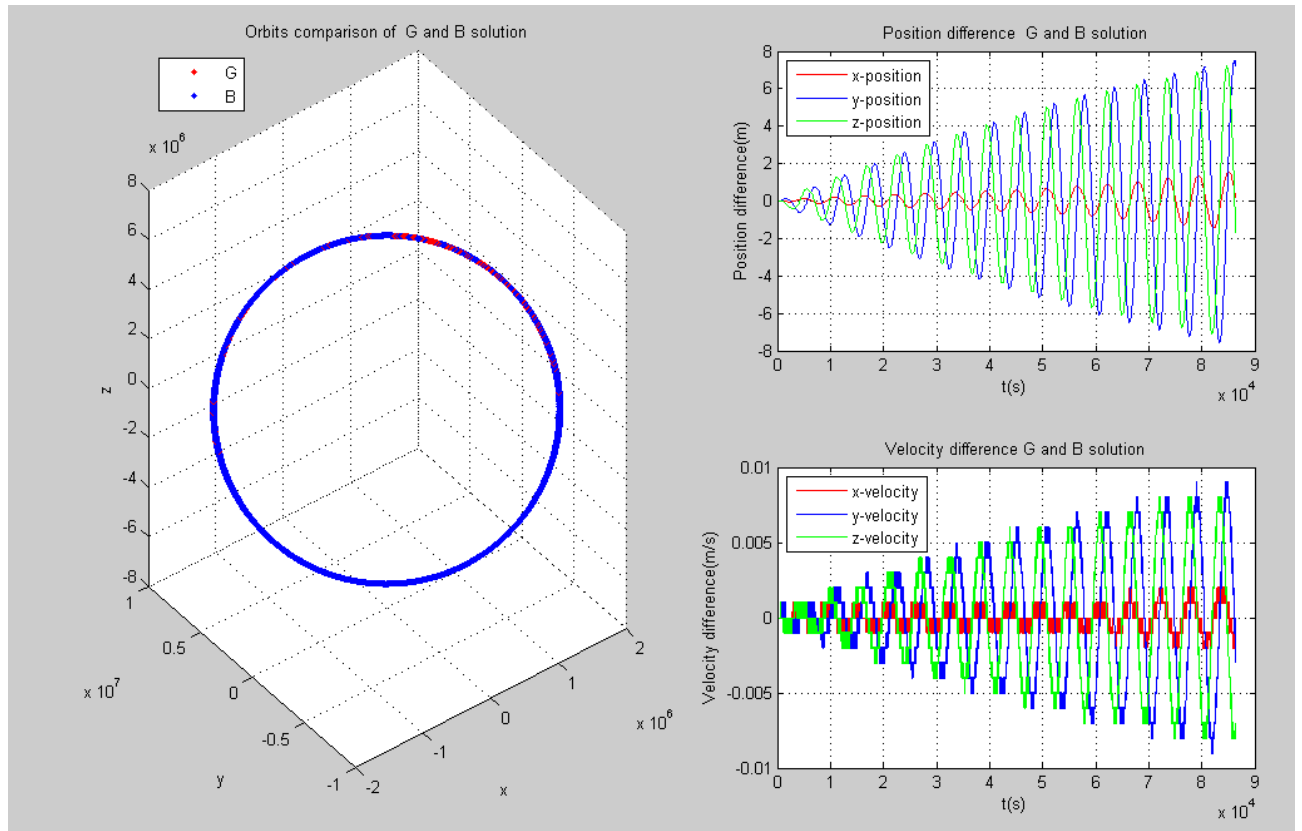 Orbits comparison of  G and B solution
G
B
x 10^6
8
6
4
2
0
-2
-4
-6
-8
z
1
0.5
0
-0.5
-1
x 10^7
y
-2
-1
0
1
2
x 10^6
x
Position difference  G and B solution
x-position
y-position
z-position
8
6
4
2
0
-2
-4
-6
-8
Position difference(m)
0 1 2 3 4 5 6 7 8 9
t(s)
x 10^4
Velocity difference G and B solution
x-velocity
y-velocity
z-velocity
0.01
0.005
0
-0.005
-0.01
Velocity difference(m/s)
0 1 2 3 4 5 6 7 8 9
t(s)
x 10^4